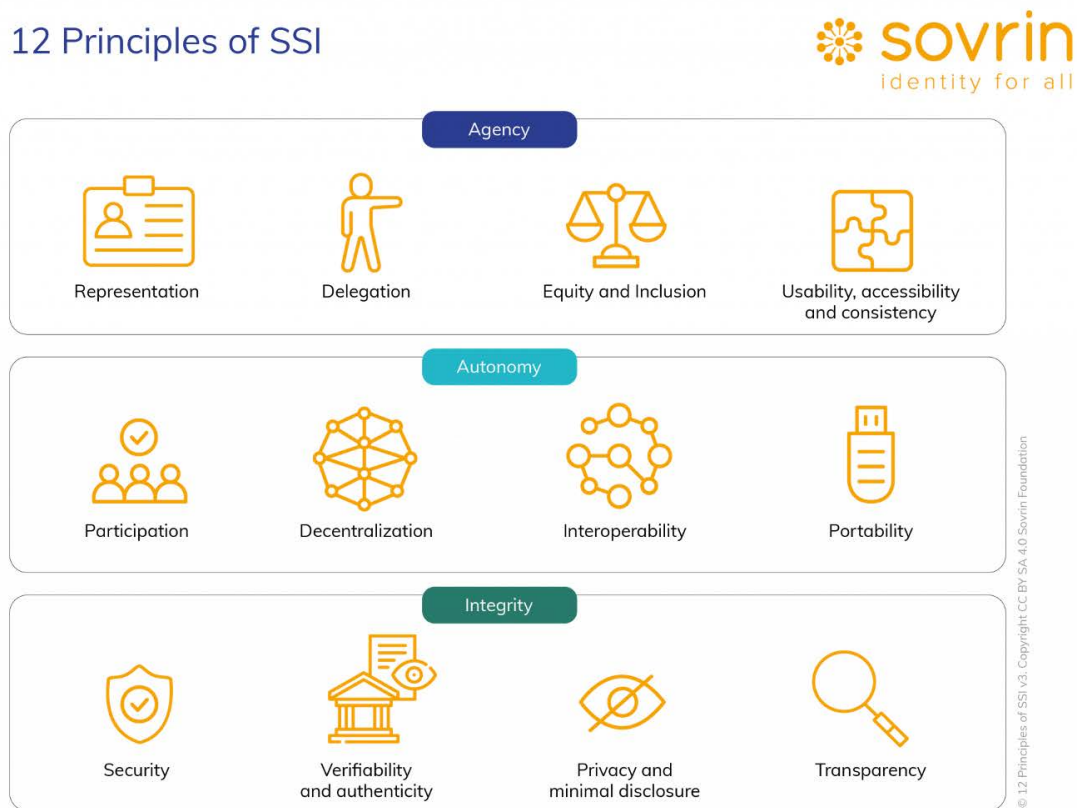 12 Principles of SSI
sovrin
identity for all
Agency
Representation
Delegation
Equity and Inclusion
Usability, accessibility
and consistency
Autonomy
Participation
Decentralization
Interoperability
Portability
Integrity
Security
Verifiability
and authenticity
Privacy and
minimal disclosure
Transparency
© 12 Principles of SSI v3. Copyright CC BY SA 4.0 Sovrin Foundation